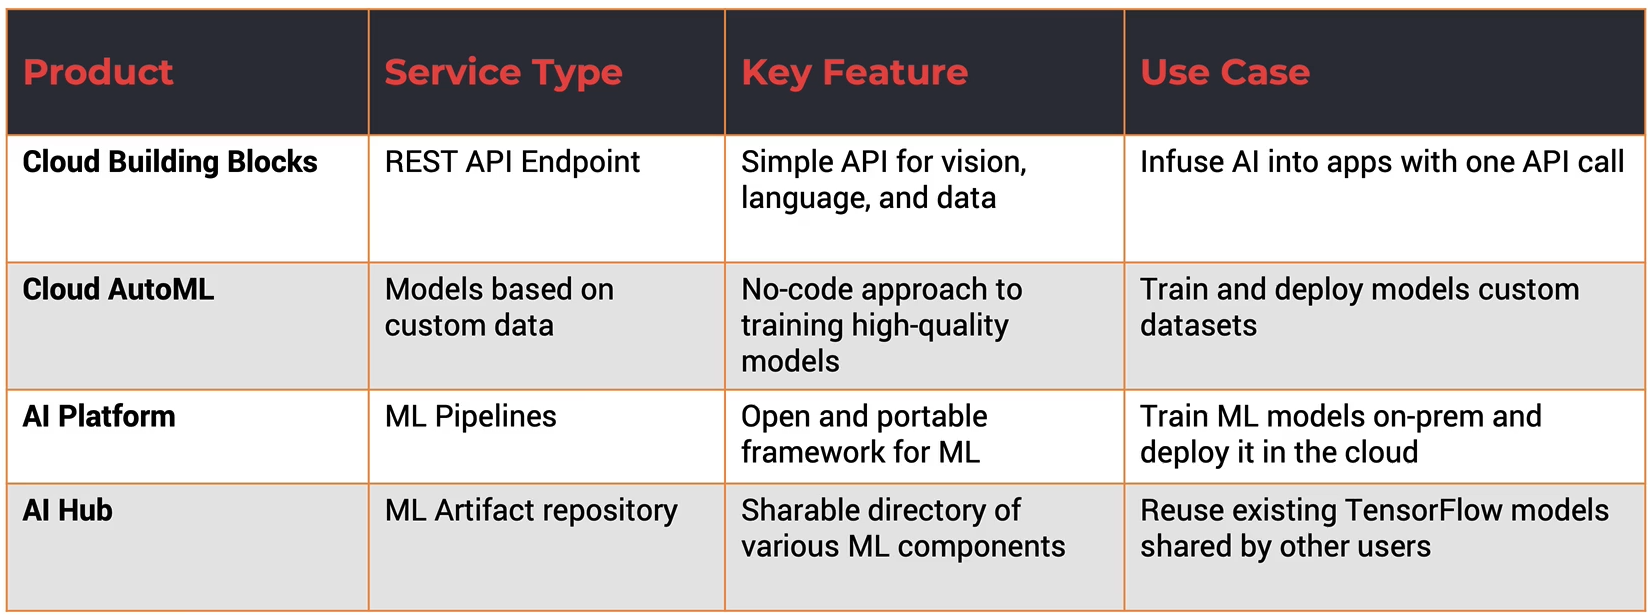 Product
Service Type
Key Feature
Use Case
Cloud Building Blocks
REST API Endpoint
Simple API for vision,
language, and data
Infuse AI into apps with one API call
Cloud AutoML
Models based on
custom data
No-code approach to
training high-quality
models
Train and deploy models custom
datasets
AI Platform
ML Pipelines
Open and portable
framework for ML
Train ML models on-prem and
deploy it in the cloud
AI Hub
ML Artifact repository
Sharable directory of
various ML components
Reuse existing TensorFlow models
shared by other users